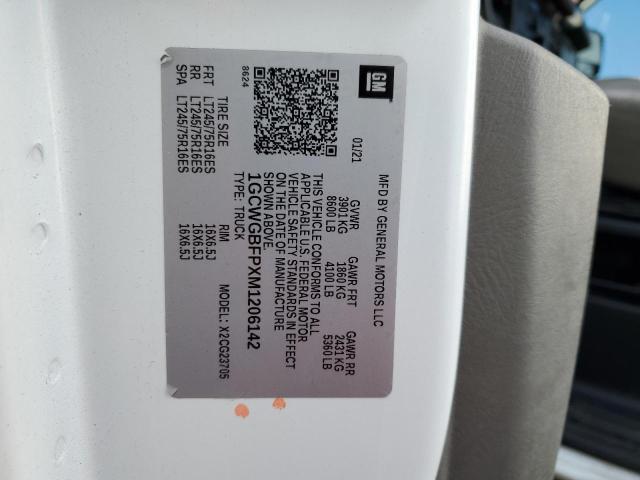 GM
MFD BY GENERAL MOTORS LLC
01/21 GVWR GAWR FRT GAWR RR
3901 KG 1860 KG 2431 KG
8600 LB 4100 LB 5360 LB
THIS VEHICLE CONFORMS TO ALL
APPLICABLE U.S. FEDERAL MOTOR
VEHICLE SAFETY STANDARDS IN EFFECT
ON THE DATE OF MANUFACTURE
SHOWN ABOVE.
1GCWGBFPXM1206142
TYPE: TRUCK MODEL: X2CG23705
8624
TIRE SIZE RIM
FRT LT245/75R16ES 16X6.5J
RR LT245/75R16ES 16X6.5J
SPA LT245/75R16ES 16X6.5J